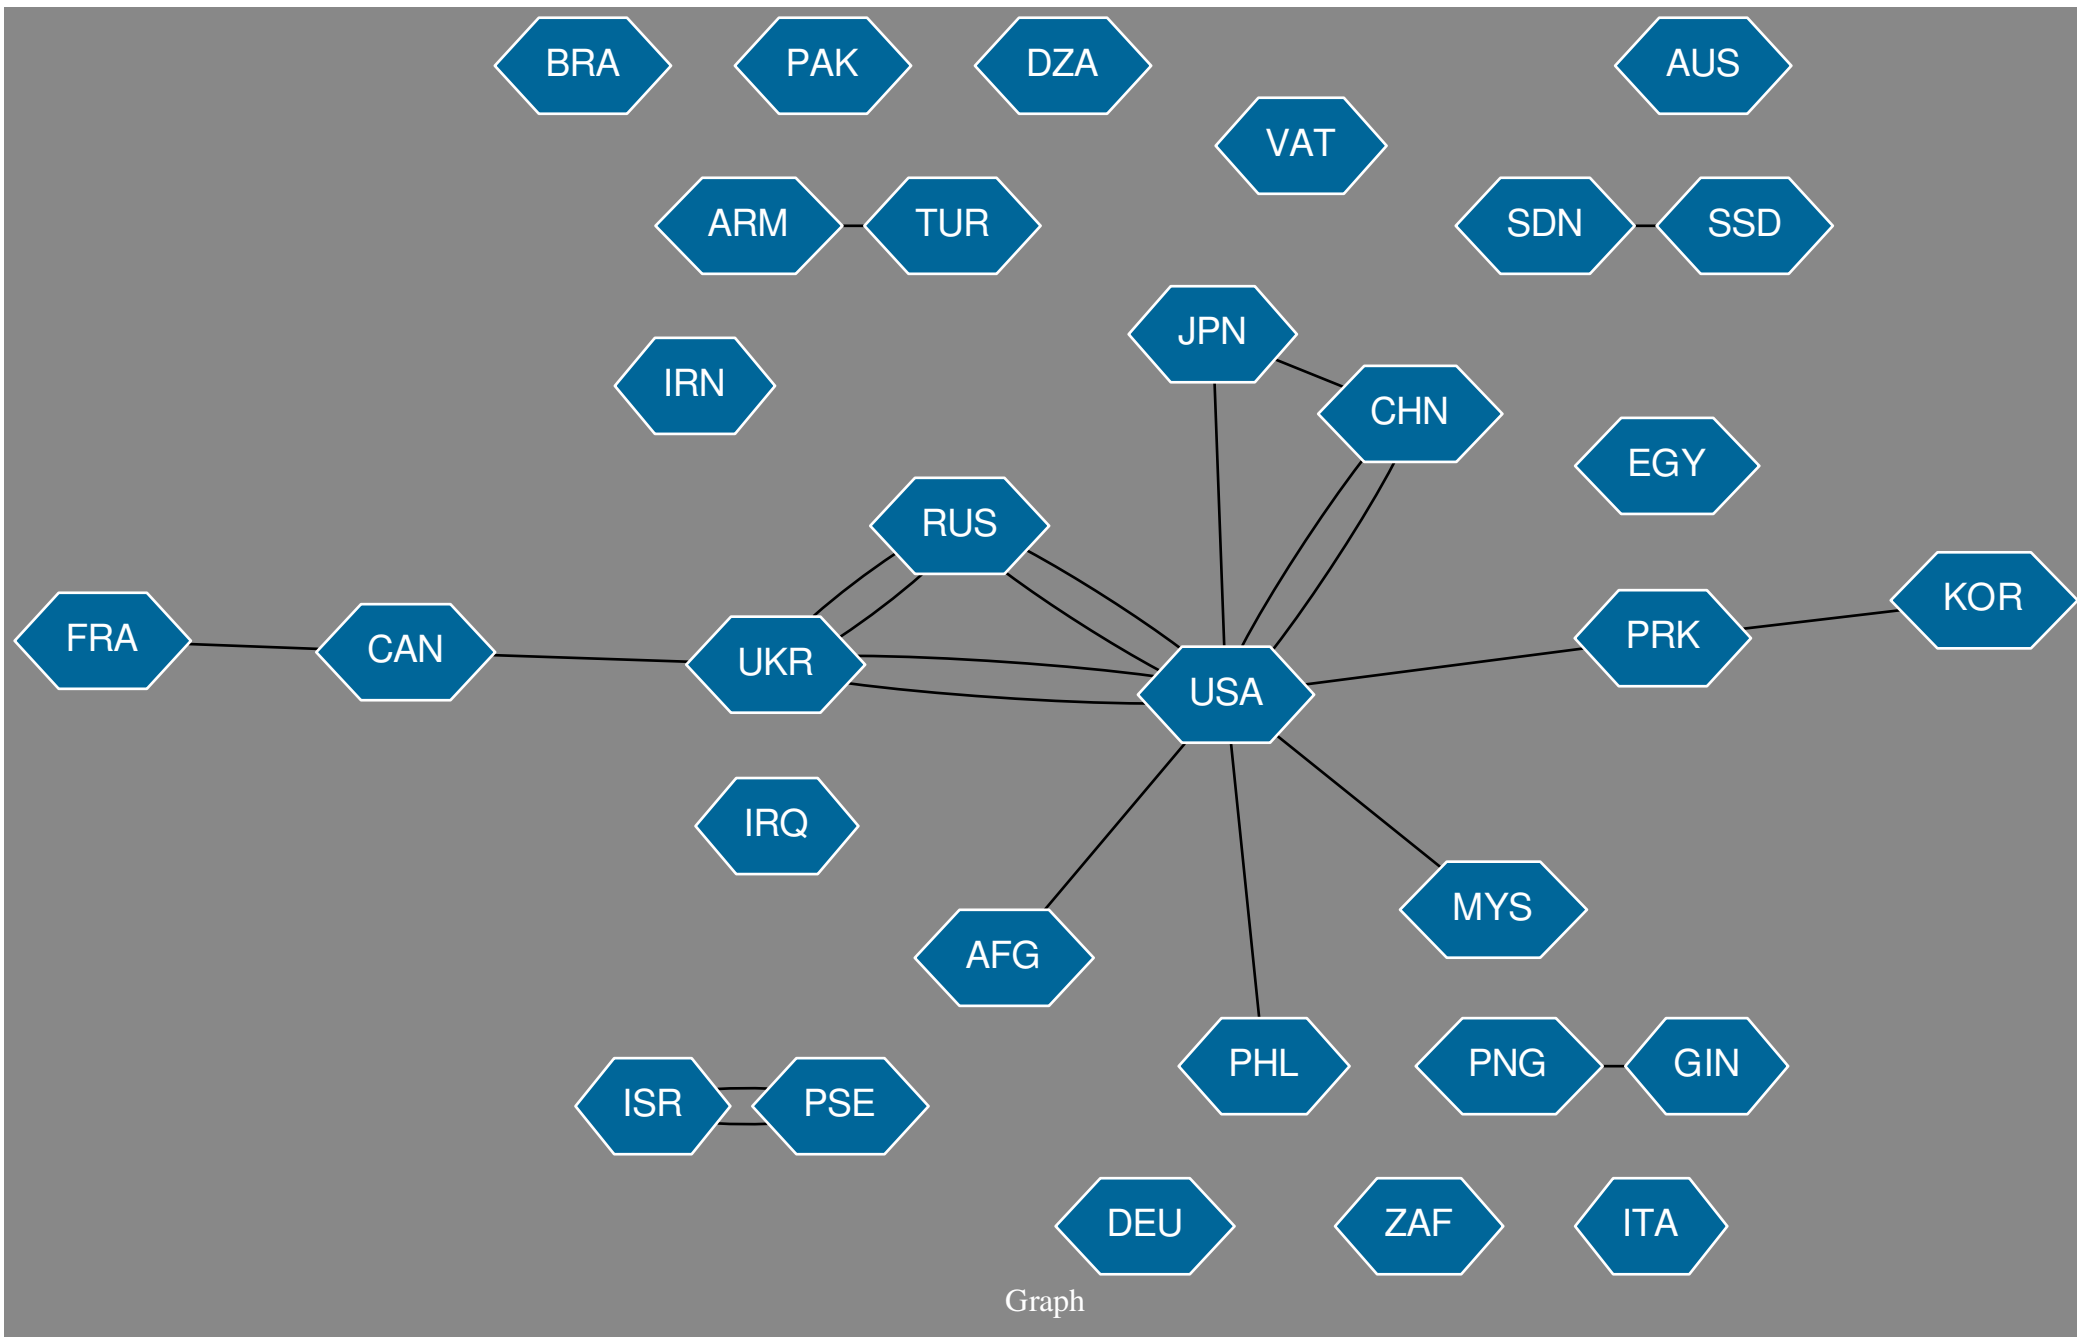 BRA
PAK
DZA
AUS
VAT
ARM
TUR
SDN
SSD
JPN
IRN
CHN
EGY
RUS
KOR
FRA
CAN
UKR
PRK
USA
IRQ
MYS
AFG
PHL
PNG
GIN
ISR
PSE
DEU
ZAF
ITA
Graph